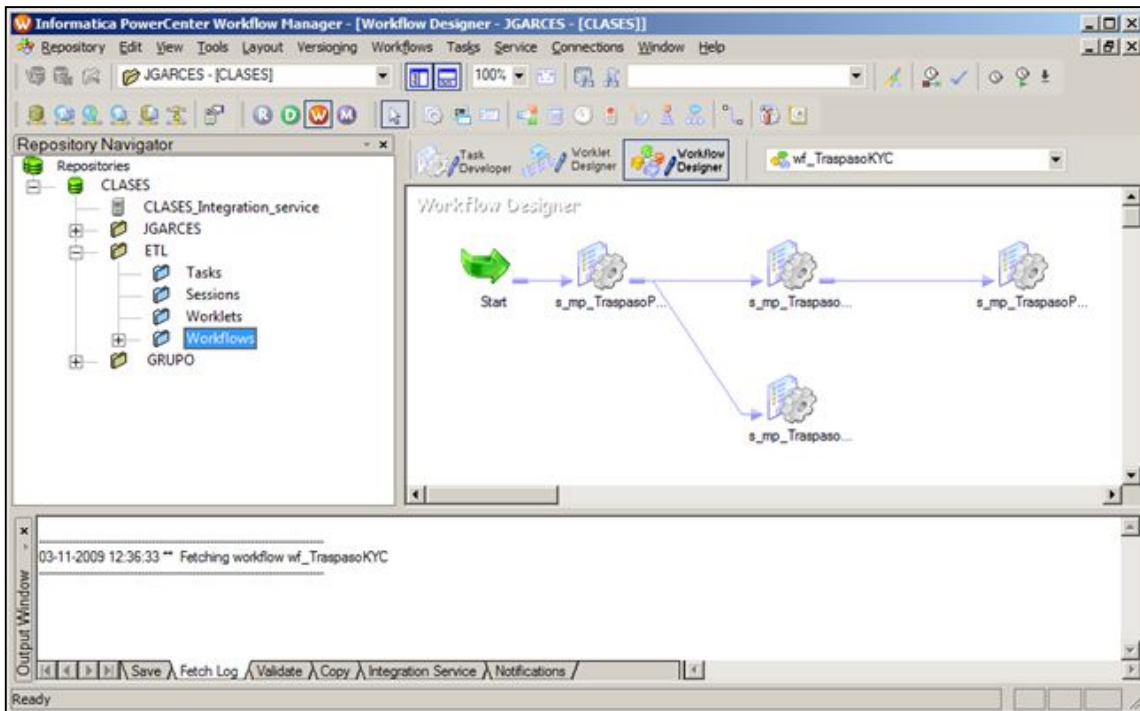 Informatica PowerCenter Workflow Manager - [Workflow Designer - JGARCES - [CLASES]]
Repository Edit View Tools Layout Versioging Workflows Tasks Service Connections Window Help
JGARCES - [CLASES] 100%
R D W M
Repository Navigator
Repositories
CLASES
CLASES_Integration_service
JGARCES
ETL
Tasks
Sessions
Worklets
Workflows
GRUPO
Task Developer
Worklet Designer
Workflow Designer
wf_TraspasoKYC
Workflow Designer
Start s_mp_TraspasoP... s_mp_Traspaso... s_mp_TraspasoP...
s_mp_Traspaso...
Output Window
03-11-2009 12:36:33 ** Fetching workflow wf_TraspasoKYC
Save Fetch Log Validate Copy Integration Service Notifications
Ready